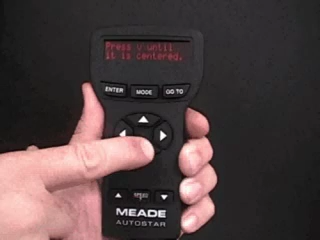 Press v until
it is centered.
ENTER MODE GO TO
MEADE
AUTOSTAR